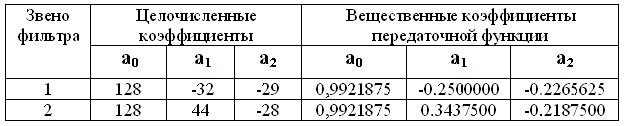 Звено фильтра Целочисленные коэффициенты Вещественные коэффициенты передаточной функции
a0 a1 a2 a0 a1 a2
1 128 -32 -29 0,9921875 -0.2500000 -0.2265625
2 128 44 -28 0,9921875 0.3437500 -0.2187500